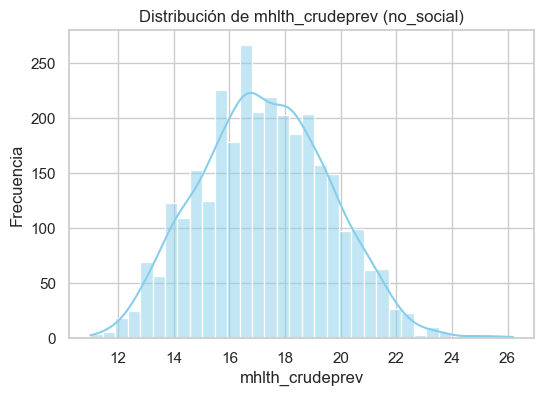 Distribución de mhlth_crudeprev (no_social)
Frecuencia
250
200
150
100
50
0
12 14 16 18 20 22 24 26
mhlth_crudeprev